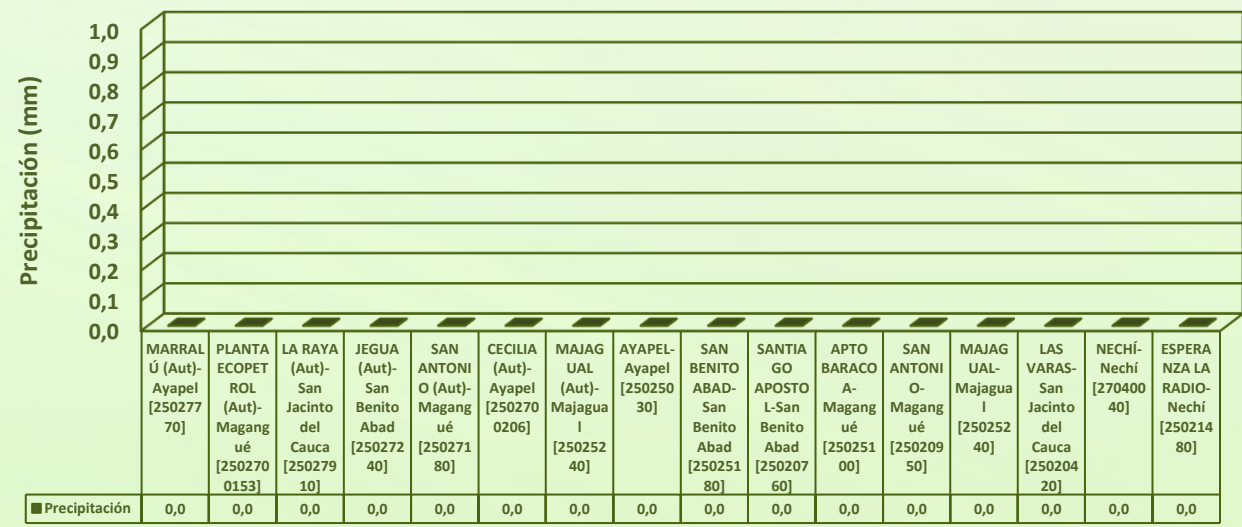 Precipitación (mm)
1,0
0,9
0,8
0,7
0,6
0,5
0,4
0,3
0,2
0,1
0,0
MARRAL
Ú (Aut)-
Ayapel
[250277
70]
PLANTA
ECOPET
ROL
(Aut)-
Magang
ué
[250270
0153]
LA RAYA
(Aut)-
San
Jacinto
del
Cauca
[250279
10]
JEGUA
(Aut)-
San
Benito
Abad
[250272
40]
SAN
ANTONI
O (Aut)-
Magang
ué
[250271
80]
CECILIA
(Aut)-
Ayapel
[250270
0206]
MAJAG
UAL
(Aut)-
Majagua
l
[250252
40]
AYAPEL-
Ayapel
[250250
30]
SAN
BENITO
ABAD-
San
Benito
Abad
[250251
80]
SANTIA
GO
APOSTO
L-San
Benito
Abad
[250207
60]
APTO
BARACO
A-
Magang
ué
[250251
00]
SAN
ANTONI
O-
Magang
ué
[250209
50]
MAJAG
UAL-
Majagua
l
[250252
40]
LAS
VARAS-
San
Jacinto
del
Cauca
[250204
20]
NECHÍ-
Nechí
[270400
40]
ESPERA
NZA LA
RADIO-
Nechí
[250214
80]
Precipitación 0,0 0,0 0,0 0,0 0,0 0,0 0,0 0,0 0,0 0,0 0,0 0,0 0,0 0,0 0,0 0,0